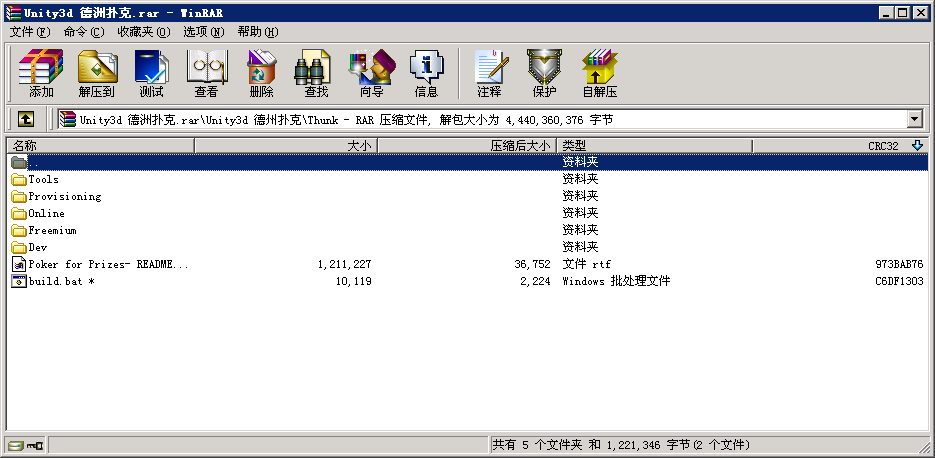 Unity3d 德洲扑克.rar - WinRAR
文件(F) 命令(C) 收藏夹(O) 选项(N) 帮助(H)
添加 解压到 测试 查看 删除 查找 向导 信息 注释 保护 自解压
Unity3d 德洲扑克.rar\Unity3d 德州扑克\Thunk - RAR 压缩文件, 解包大小为 4,440,360,376 字节
名称 大小 压缩后大小 类型 CRC32
.. 资料夹
Tools 资料夹
Provisioning 资料夹
Online 资料夹
Freemium 资料夹
Dev 资料夹
Poker for Prizes- README... 1,211,227 36,752 文件 rtf 973BAB76
build.bat * 10,119 2,224 Windows 批处理文件 C6DF1303
共有 5 个文件夹 和 1,221,346 字节(2 个文件)